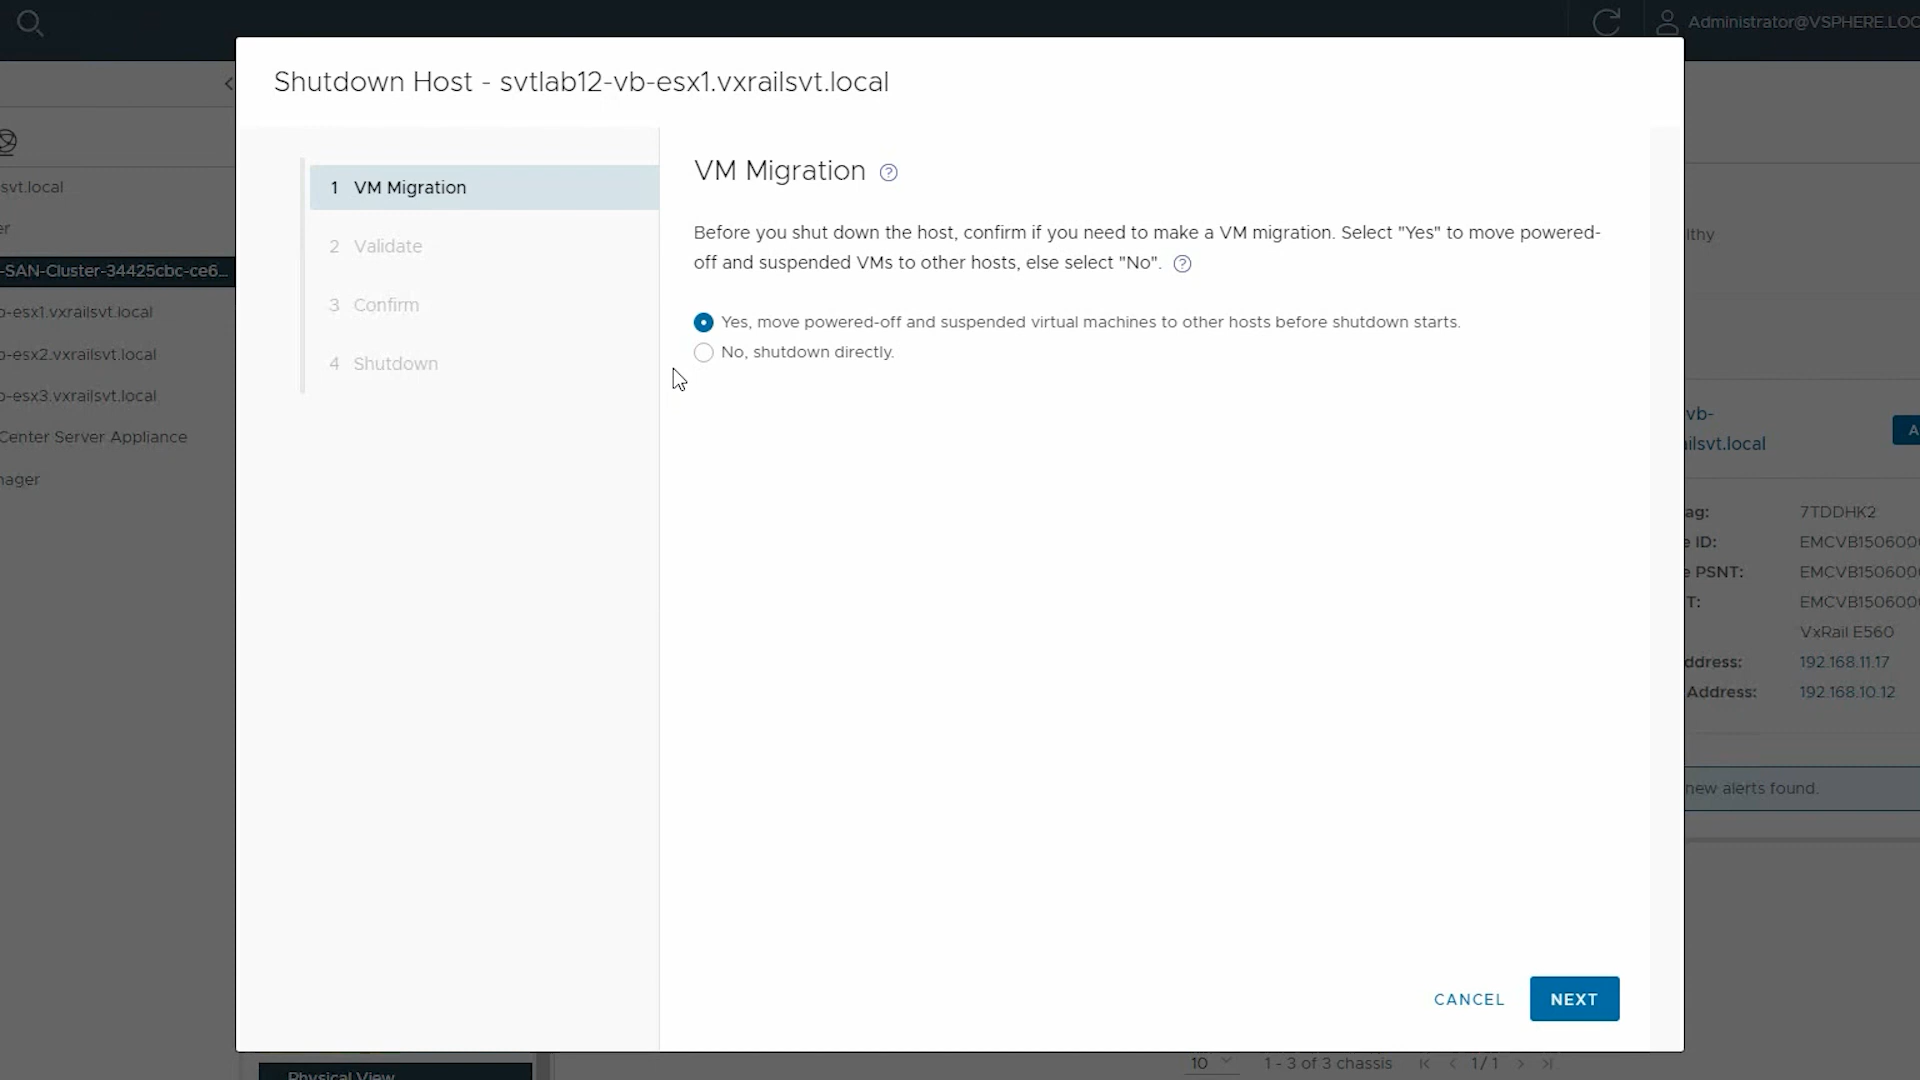 Administrator@VSPHERE.LOC
Shutdown Host - svtlab12-vb-esx1.vxrailsvt.local
1 VM Migration
2 Validate
3 Confirm
4 Shutdown
VM Migration
Before you shut down the host, confirm if you need to make a VM migration. Select "Yes" to move powered-
off and suspended VMs to other hosts, else select "No".
Yes, move powered-off and suspended virtual machines to other hosts before shutdown starts.
No, shutdown directly.
CANCEL
NEXT
svt.local
er
-SAN-Cluster-34425cbc-ce6...
b-esx1.vxrailsvt.local
b-esx2.vxrailsvt.local
b-esx3.vxrailsvt.local
Center Server Appliance
nager
lthy
vb-
ilsvt.local
A
ag: 7TDDHK2
e ID: EMCVB150600
e PSNT: EMCVB150600
T: EMCVB150600
VxRail E560
ddress: 192.168.11.17
Address: 192.168.10.12
new alerts found.
Physical View
10
1 - 3 of 3 chassis
1 / 1